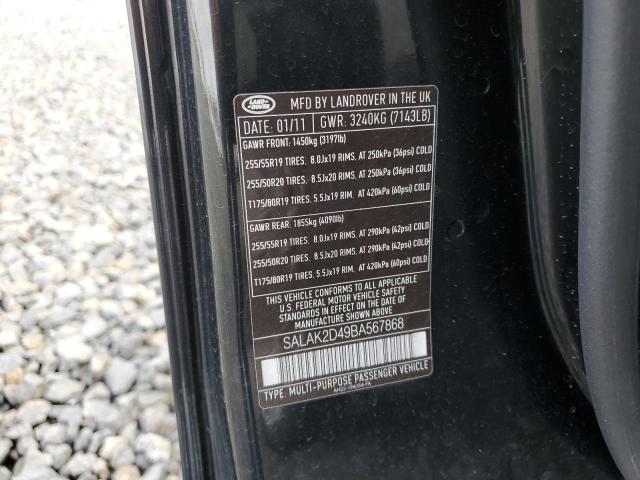 LAND ROVER
MFD BY LANDROVER IN THE UK
DATE: 01/11 GWR: 3240KG (7143LB)
GAWR FRONT: 1450kg (3197lb)
255/55R19 TIRES. 8.0Jx19 RIMS. AT 250kPa (36psi) COLD
255/50R20 TIRES. 8.5Jx20 RIMS. AT 250kPa (36psi) COLD
T175/80R19 TIRES. 5.5Jx19 RIM. AT 420kPa (60psi) COLD
GAWR REAR: 1855kg (4090lb)
255/55R19 TIRES. 8.0Jx19 RIMS. AT 290kPa (42psi) COLD
255/50R20 TIRES. 8.5Jx20 RIMS. AT 290kPa (42psi) COLD
T175/80R19 TIRES. 5.5Jx19 RIM. AT 420kPa (60psi) COLD
THIS VEHICLE CONFORMS TO ALL APPLICABLE
U.S. FEDERAL MOTOR VEHICLE SAFETY
STANDARDS IN EFFECT ON THE DATE OF
MANUFACTURE SHOWN ABOVE.
SALAK2D49BA567868
TYPE: MULTI-PURPOSE PASSENGER VEHICLE